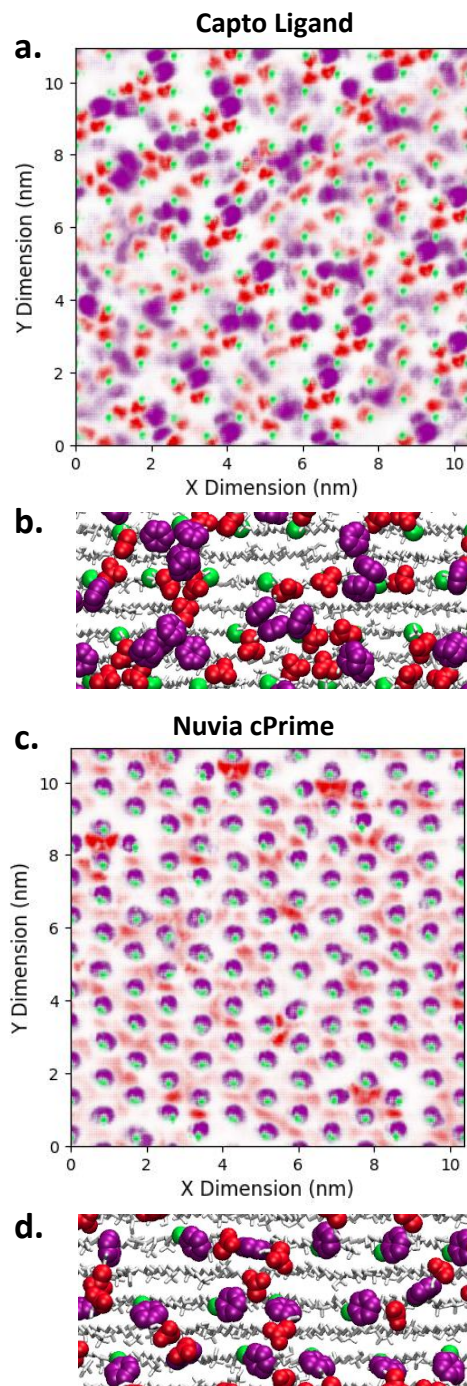 Capto Ligand
a.
10
8
6
4
2
0
Y Dimension (nm)
0 2 4 6 8 10
X Dimension (nm)
b.
Nuvia cPrime
c.
10
8
6
4
2
0
Y Dimension (nm)
0 2 4 6 8 10
X Dimension (nm)
d.